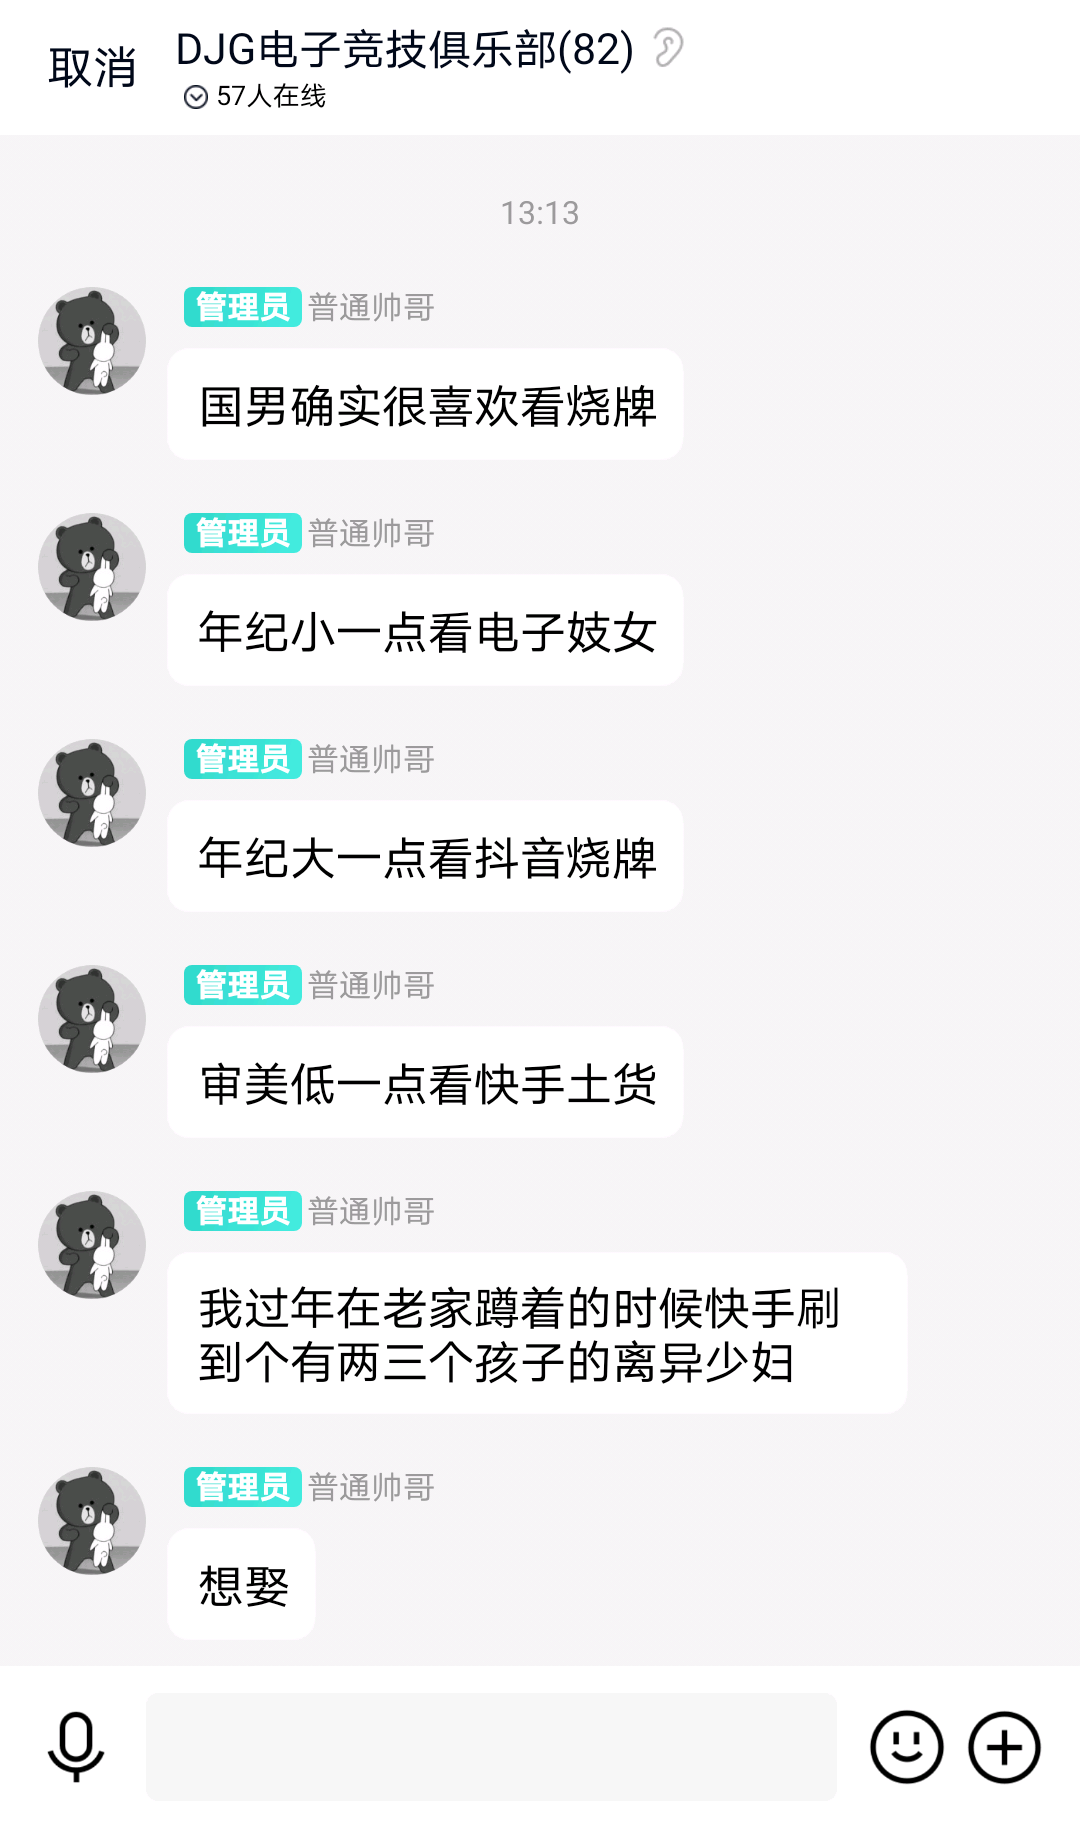 取消
DJG电子竞技俱乐部(82)
57人在线
13:13
管理员 普通帅哥
国男确实很喜欢看烧牌
管理员 普通帅哥
年纪小一点看电子妓女
管理员 普通帅哥
年纪大一点看抖音烧牌
管理员 普通帅哥
审美低一点看快手土货
管理员 普通帅哥
我过年在老家蹲着的时候快手刷
到个有两三个孩子的离异少妇
管理员 普通帅哥
想娶